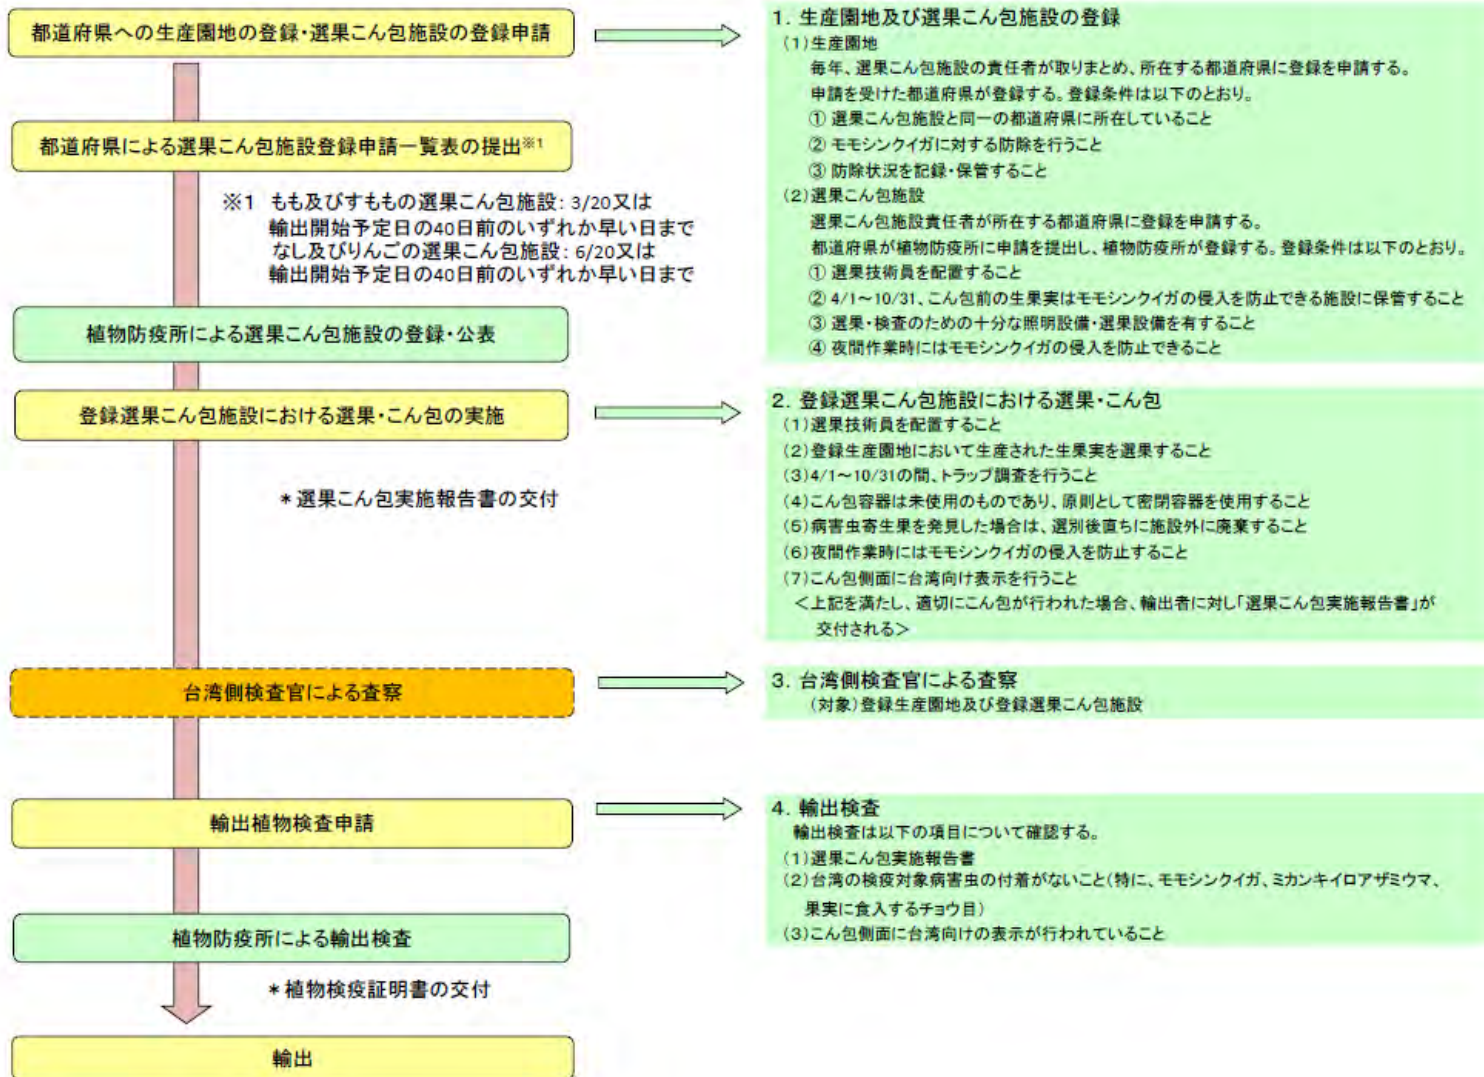 都道府県への生産園地の登録・選果こん包施設の登録申請
都道府県による選果こん包施設登録申請一覧表の提出※1
※1 もも及びすももの選果こん包施設: 3/20又は
輸出開始予定日の40日前のいずれか早い日まで
なし及びりんごの選果こん包施設: 6/20又は
輸出開始予定日の40日前のいずれか早い日まで
植物防疫所による選果こん包施設の登録・公表
登録選果こん包施設における選果・こん包の実施
*選果こん包実施報告書の交付
台湾側検査官による査察
輸出植物検査申請
植物防疫所による輸出検査
*植物検疫証明書の交付
輸出
1. 生産園地及び選果こん包施設の登録
(1)生産園地
毎年、選果こん包施設の責任者が取りまとめ、所在する都道府県に登録を申請する。
申請を受けた都道府県が登録する。登録条件は以下のとおり。
① 選果こん包施設と同一の都道府県に所在していること
② モモシンクイガに対する防除を行うこと
③ 防除状況を記録・保管すること
(2)選果こん包施設
選果こん包施設責任者が所在する都道府県に登録を申請する。
都道府県が植物防疫所に申請を提出し、植物防疫所が登録する。登録条件は以下のとおり。
① 選果技術員を配置すること
② 4/1～10/31、こん包前の生果実はモモシンクイガの侵入を防止できる施設に保管すること
③ 選果・検査のための十分な照明設備・選果設備を有すること
④ 夜間作業時にはモモシンクイガの侵入を防止できること
2. 登録選果こん包施設における選果・こん包
(1)選果技術員を配置すること
(2)登録生産園地において生産された生果実を選果すること
(3)4/1～10/31の間、トラップ調査を行うこと
(4)こん包容器は未使用のものであり、原則として密閉容器を使用すること
(5)病害虫寄生果を発見した場合は、選別後直ちに施設外に廃棄すること
(6)夜間作業時にはモモシンクイガの侵入を防止すること
(7)こん包側面に台湾向け表示を行うこと
＜上記を満たし、適切にこん包が行われた場合、輸出者に対し「選果こん包実施報告書」が
交付される＞
3. 台湾側検査官による査察
(対象)登録生産園地及び登録選果こん包施設
4. 輸出検査
輸出検査は以下の項目について確認する。
(1)選果こん包実施報告書
(2)台湾の検疫対象病害虫の付着がないこと(特に、モモシンクイガ、ミカンキイロアザミウマ、
果実に食入するチョウ目)
(3)こん包側面に台湾向けの表示が行われていること